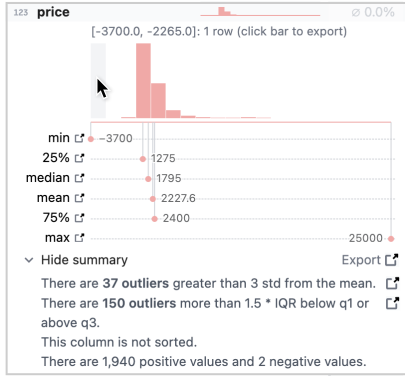 123 price ∅ 0.0%
[-3700.0, -2265.0]: 1 row (click bar to export)
min −3700
25% 1275
median 1795
mean 2227.6
75% 2400
max 25000
Hide summary Export
There are 37 outliers greater than 3 std from the mean.
There are 150 outliers more than 1.5 * IQR below q1 or
above q3.
This column is not sorted.
There are 1,940 positive values and 2 negative values.